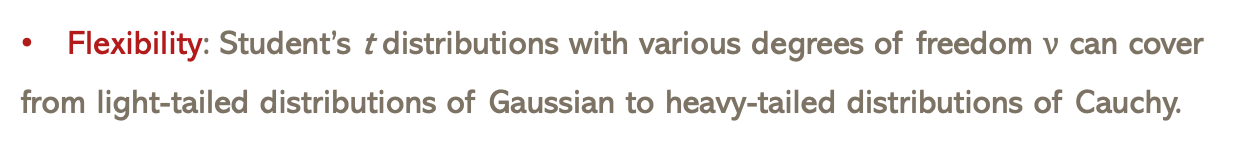 • Flexibility: Student's t distributions with various degrees of freedom ν can cover
from light-tailed distributions of Gaussian to heavy-tailed distributions of Cauchy.